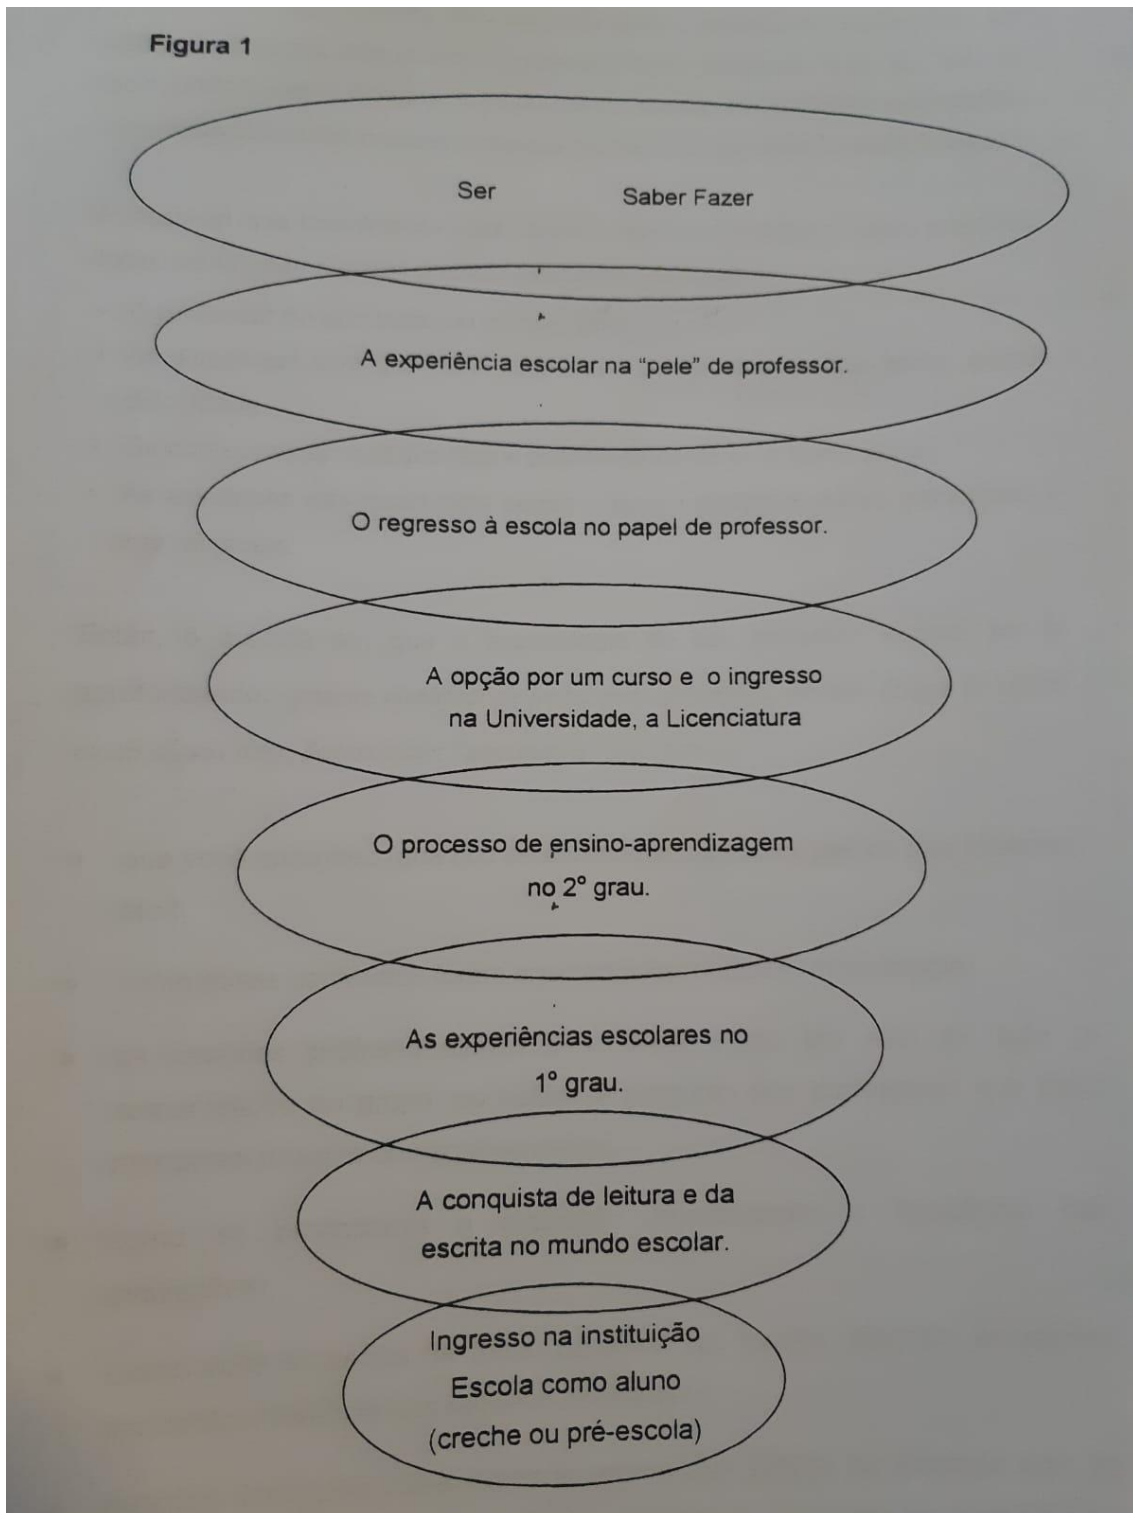 Figura 1
Ser Saber Fazer
A experiência escolar na “pele” de professor.
O regresso à escola no papel de professor.
A opção por um curso e o ingresso
na Universidade, a Licenciatura
O processo de ensino-aprendizagem
no 2º grau.
As experiências escolares no
1º grau.
A conquista de leitura e da
escrita no mundo escolar.
Ingresso na instituição
Escola como aluno
(creche ou pré-escola)